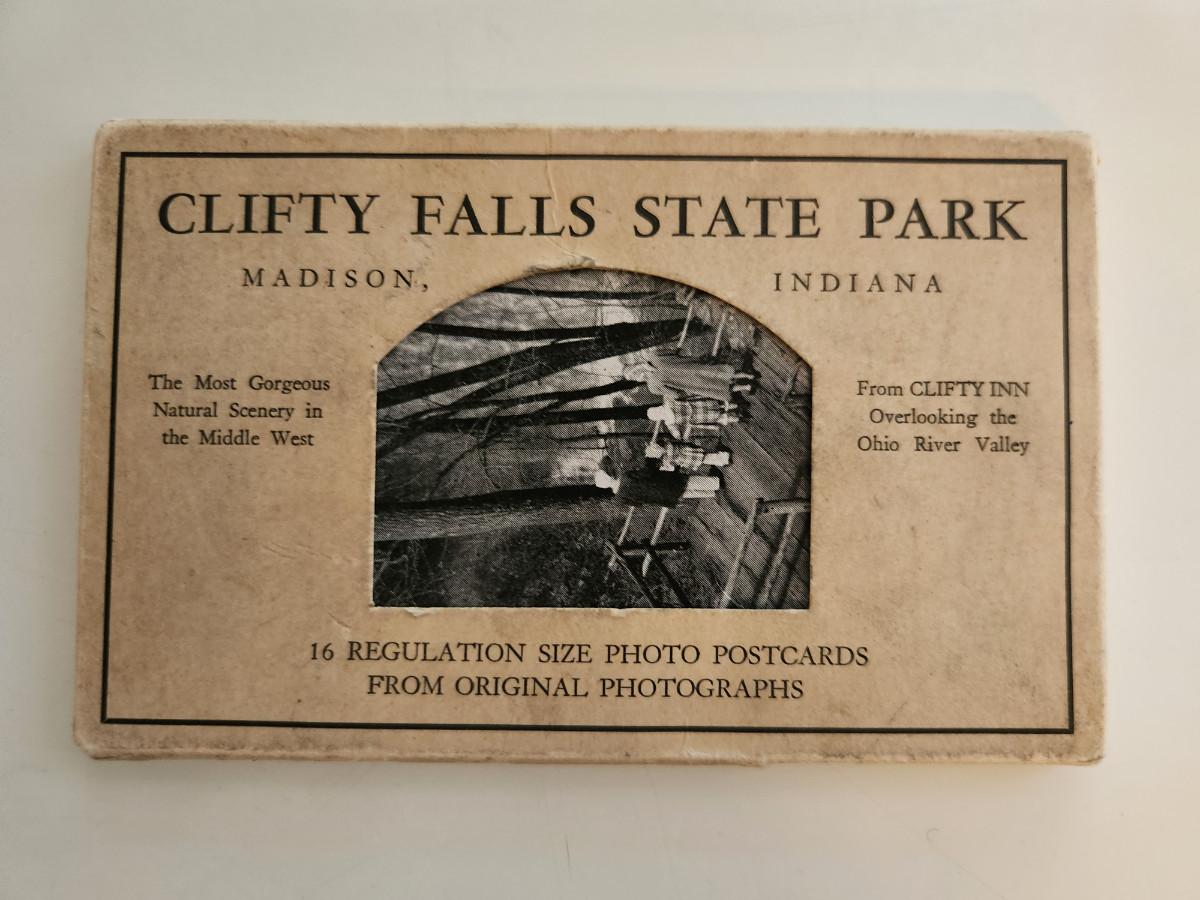 CLIFTY FALLS STATE PARK
MADISON, INDIANA
The Most Gorgeous
Natural Scenery in
the Middle West
From CLIFTY INN
Overlooking the
Ohio River Valley
16 REGULATION SIZE PHOTO POSTCARDS
FROM ORIGINAL PHOTOGRAPHS